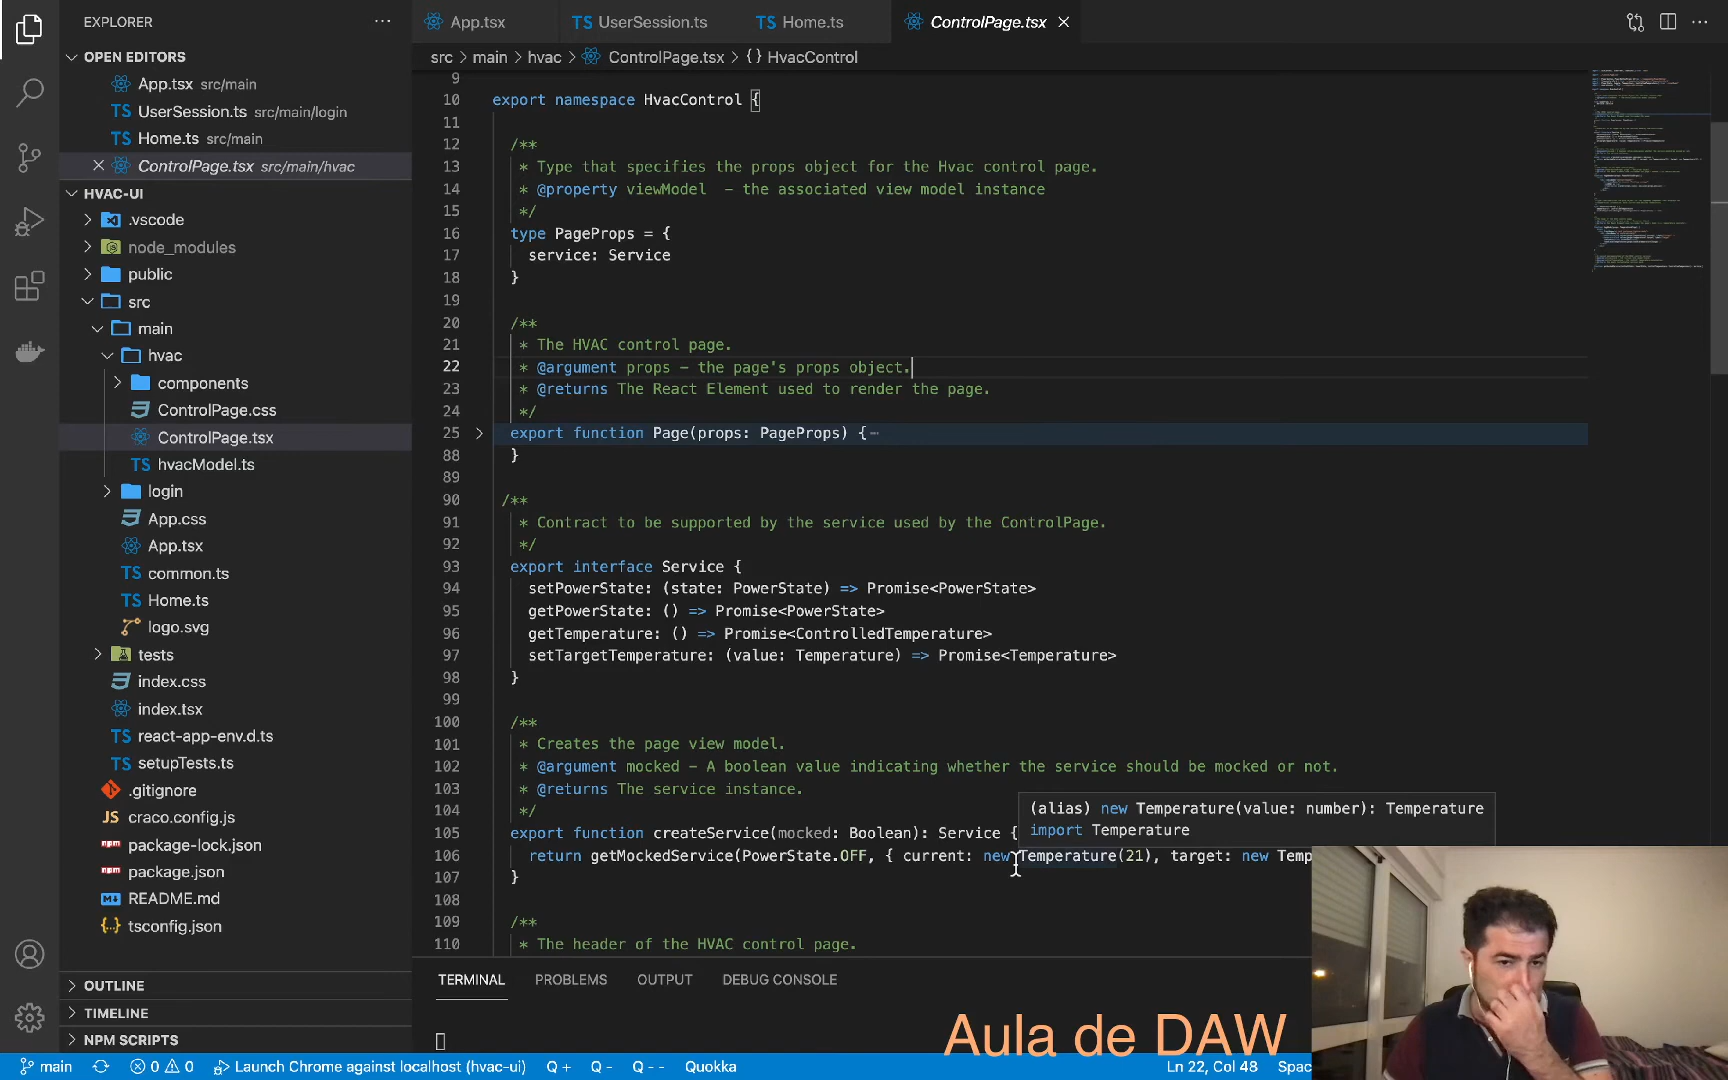 EXPLORER
OPEN EDITORS
App.tsx src/main
UserSession.ts src/main/login
Home.ts src/main
ControlPage.tsx src/main/hvac
HVAC-UI
.vscode
node_modules
public
src
main
hvac
components
ControlPage.css
ControlPage.tsx
TS hvacModel.ts
login
App.css
App.tsx
TS common.ts
TS Home.ts
logo.svg
tests
index.css
index.tsx
TS react-app-env.d.ts
TS setupTests.ts
.gitignore
JS craco.config.js
package-lock.json
package.json
README.md
tsconfig.json
OUTLINE
TIMELINE
NPM SCRIPTS
App.tsx TS UserSession.ts TS Home.ts ControlPage.tsx
src > main > hvac > ControlPage.tsx > {} HvacControl
9
10 export namespace HvacControl {
11
12 /**
13 * Type that specifies the props object for the Hvac control page.
14 * @property viewModel - the associated view model instance
15 */
16 type PageProps = {
17 service: Service
18 }
19
20 /**
21 * The HVAC control page.
22 * @argument props - the page's props object.
23 * @returns The React Element used to render the page.
24 */
25 export function Page(props: PageProps) {
88 }
89
90 /**
91 * Contract to be supported by the service used by the ControlPage.
92 */
93 export interface Service {
94 setPowerState: (state: PowerState) => Promise<PowerState>
95 getPowerState: () => Promise<PowerState>
96 getTemperature: () => Promise<ControlledTemperature>
97 setTargetTemperature: (value: Temperature) => Promise<Temperature>
98 }
99
100 /**
101 * Creates the page view model.
102 * @argument mocked - A boolean value indicating whether the service should be mocked or not.
103 * @returns The service instance.
104 */
(alias) new Temperature(value: number): Temperature
import Temperature
105 export function createService(mocked: Boolean): Service {
106 return getMockedService(PowerState.OFF, { current: new Temperature(21), target: new Temp
107 }
108
109 /**
110 * The header of the HVAC control page.
TERMINAL PROBLEMS OUTPUT DEBUG CONSOLE
Aula de DAW
main 0 0 Launch Chrome against localhost (hvac-ui) Q + Q - Q - - Quokka Ln 22, Col 48 Spac